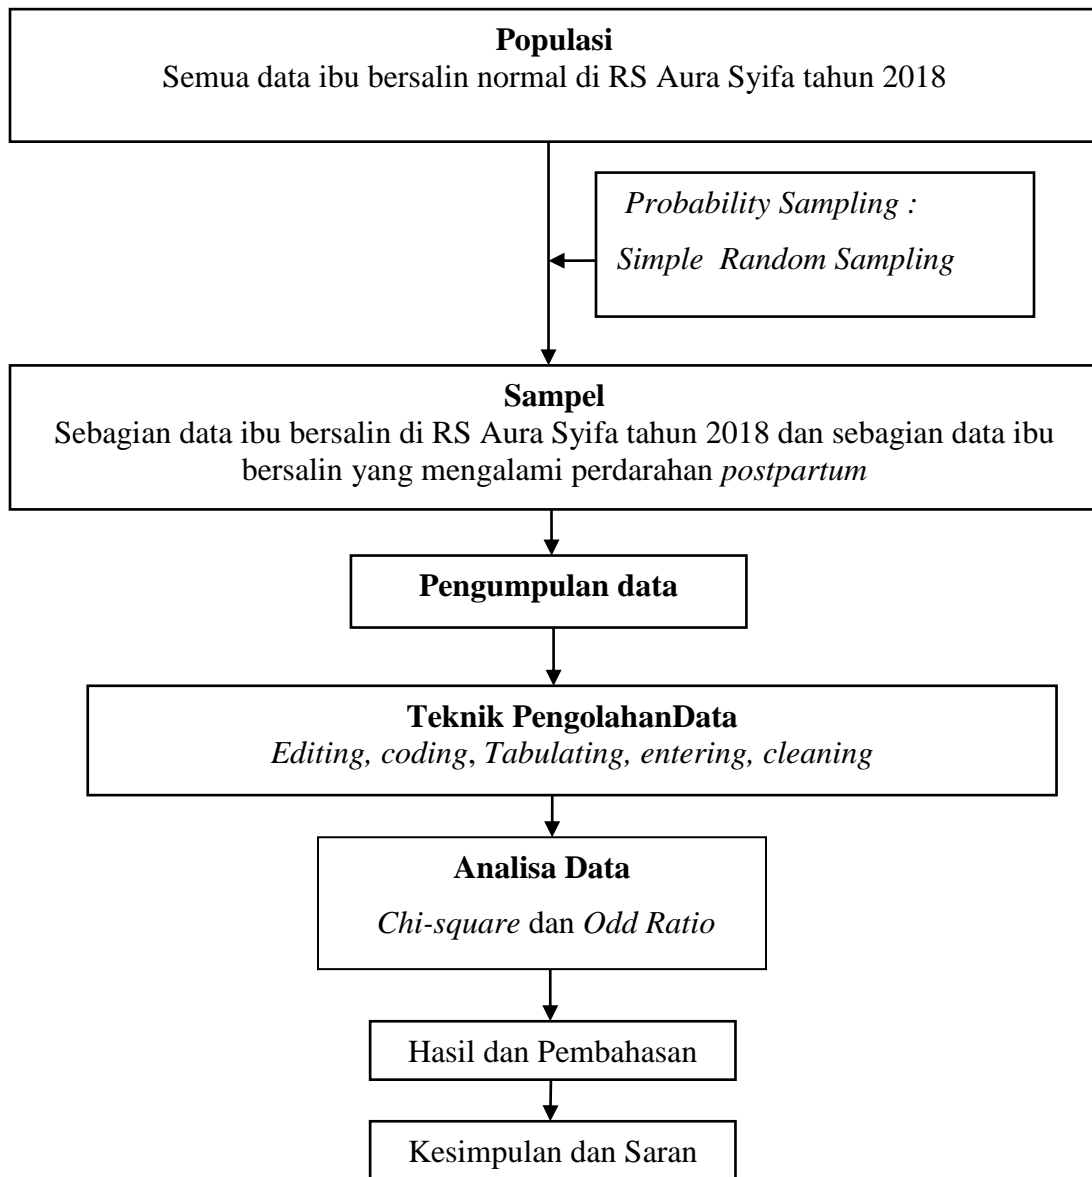 Populasi
Semua data ibu bersalin normal di RS Aura Syifa tahun 2018
Probability Sampling :
Simple Random Sampling
Sampel
Sebagian data ibu bersalin di RS Aura Syifa tahun 2018 dan sebagian data ibu
bersalin yang mengalami perdarahan postpartum
Pengumpulan data
Teknik PengolahanData
Editing, coding, Tabulating, entering, cleaning
Analisa Data
Chi-square dan Odd Ratio
Hasil dan Pembahasan
Kesimpulan dan Saran